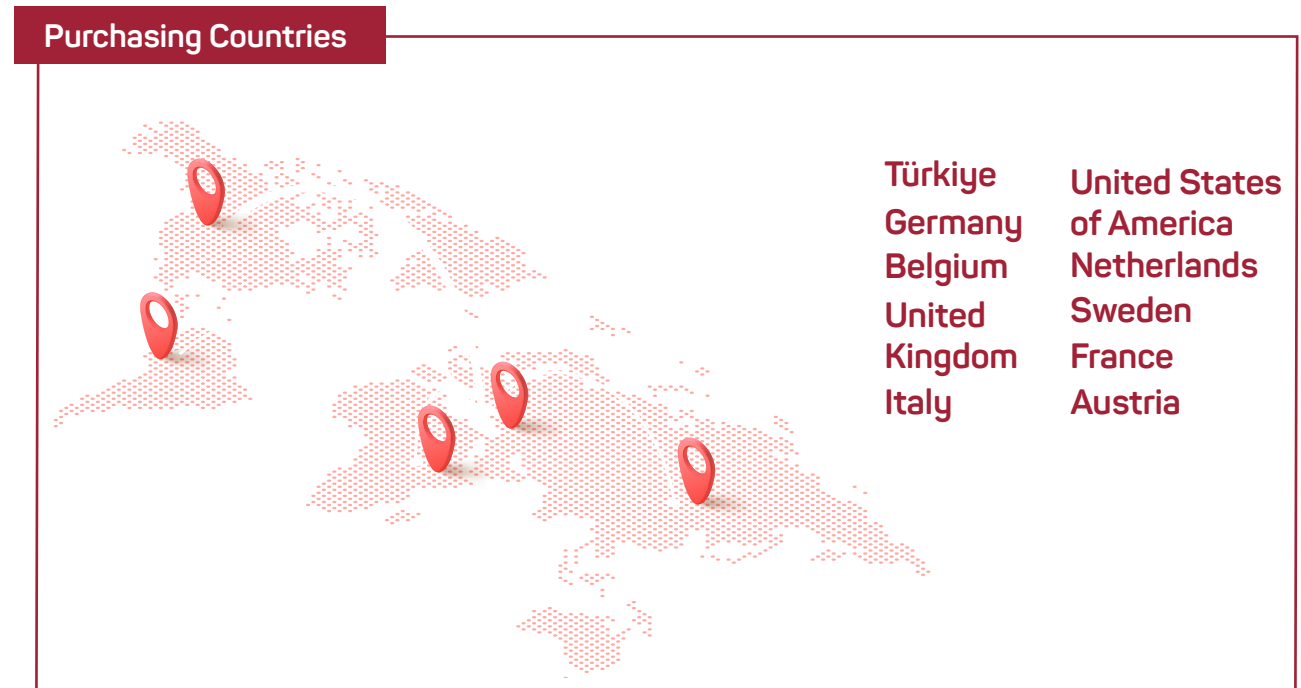 Purchasing Countries
Türkiye
Germany
Belgium
United
Kingdom
Italy
United States
of America
Netherlands
Sweden
France
Austria